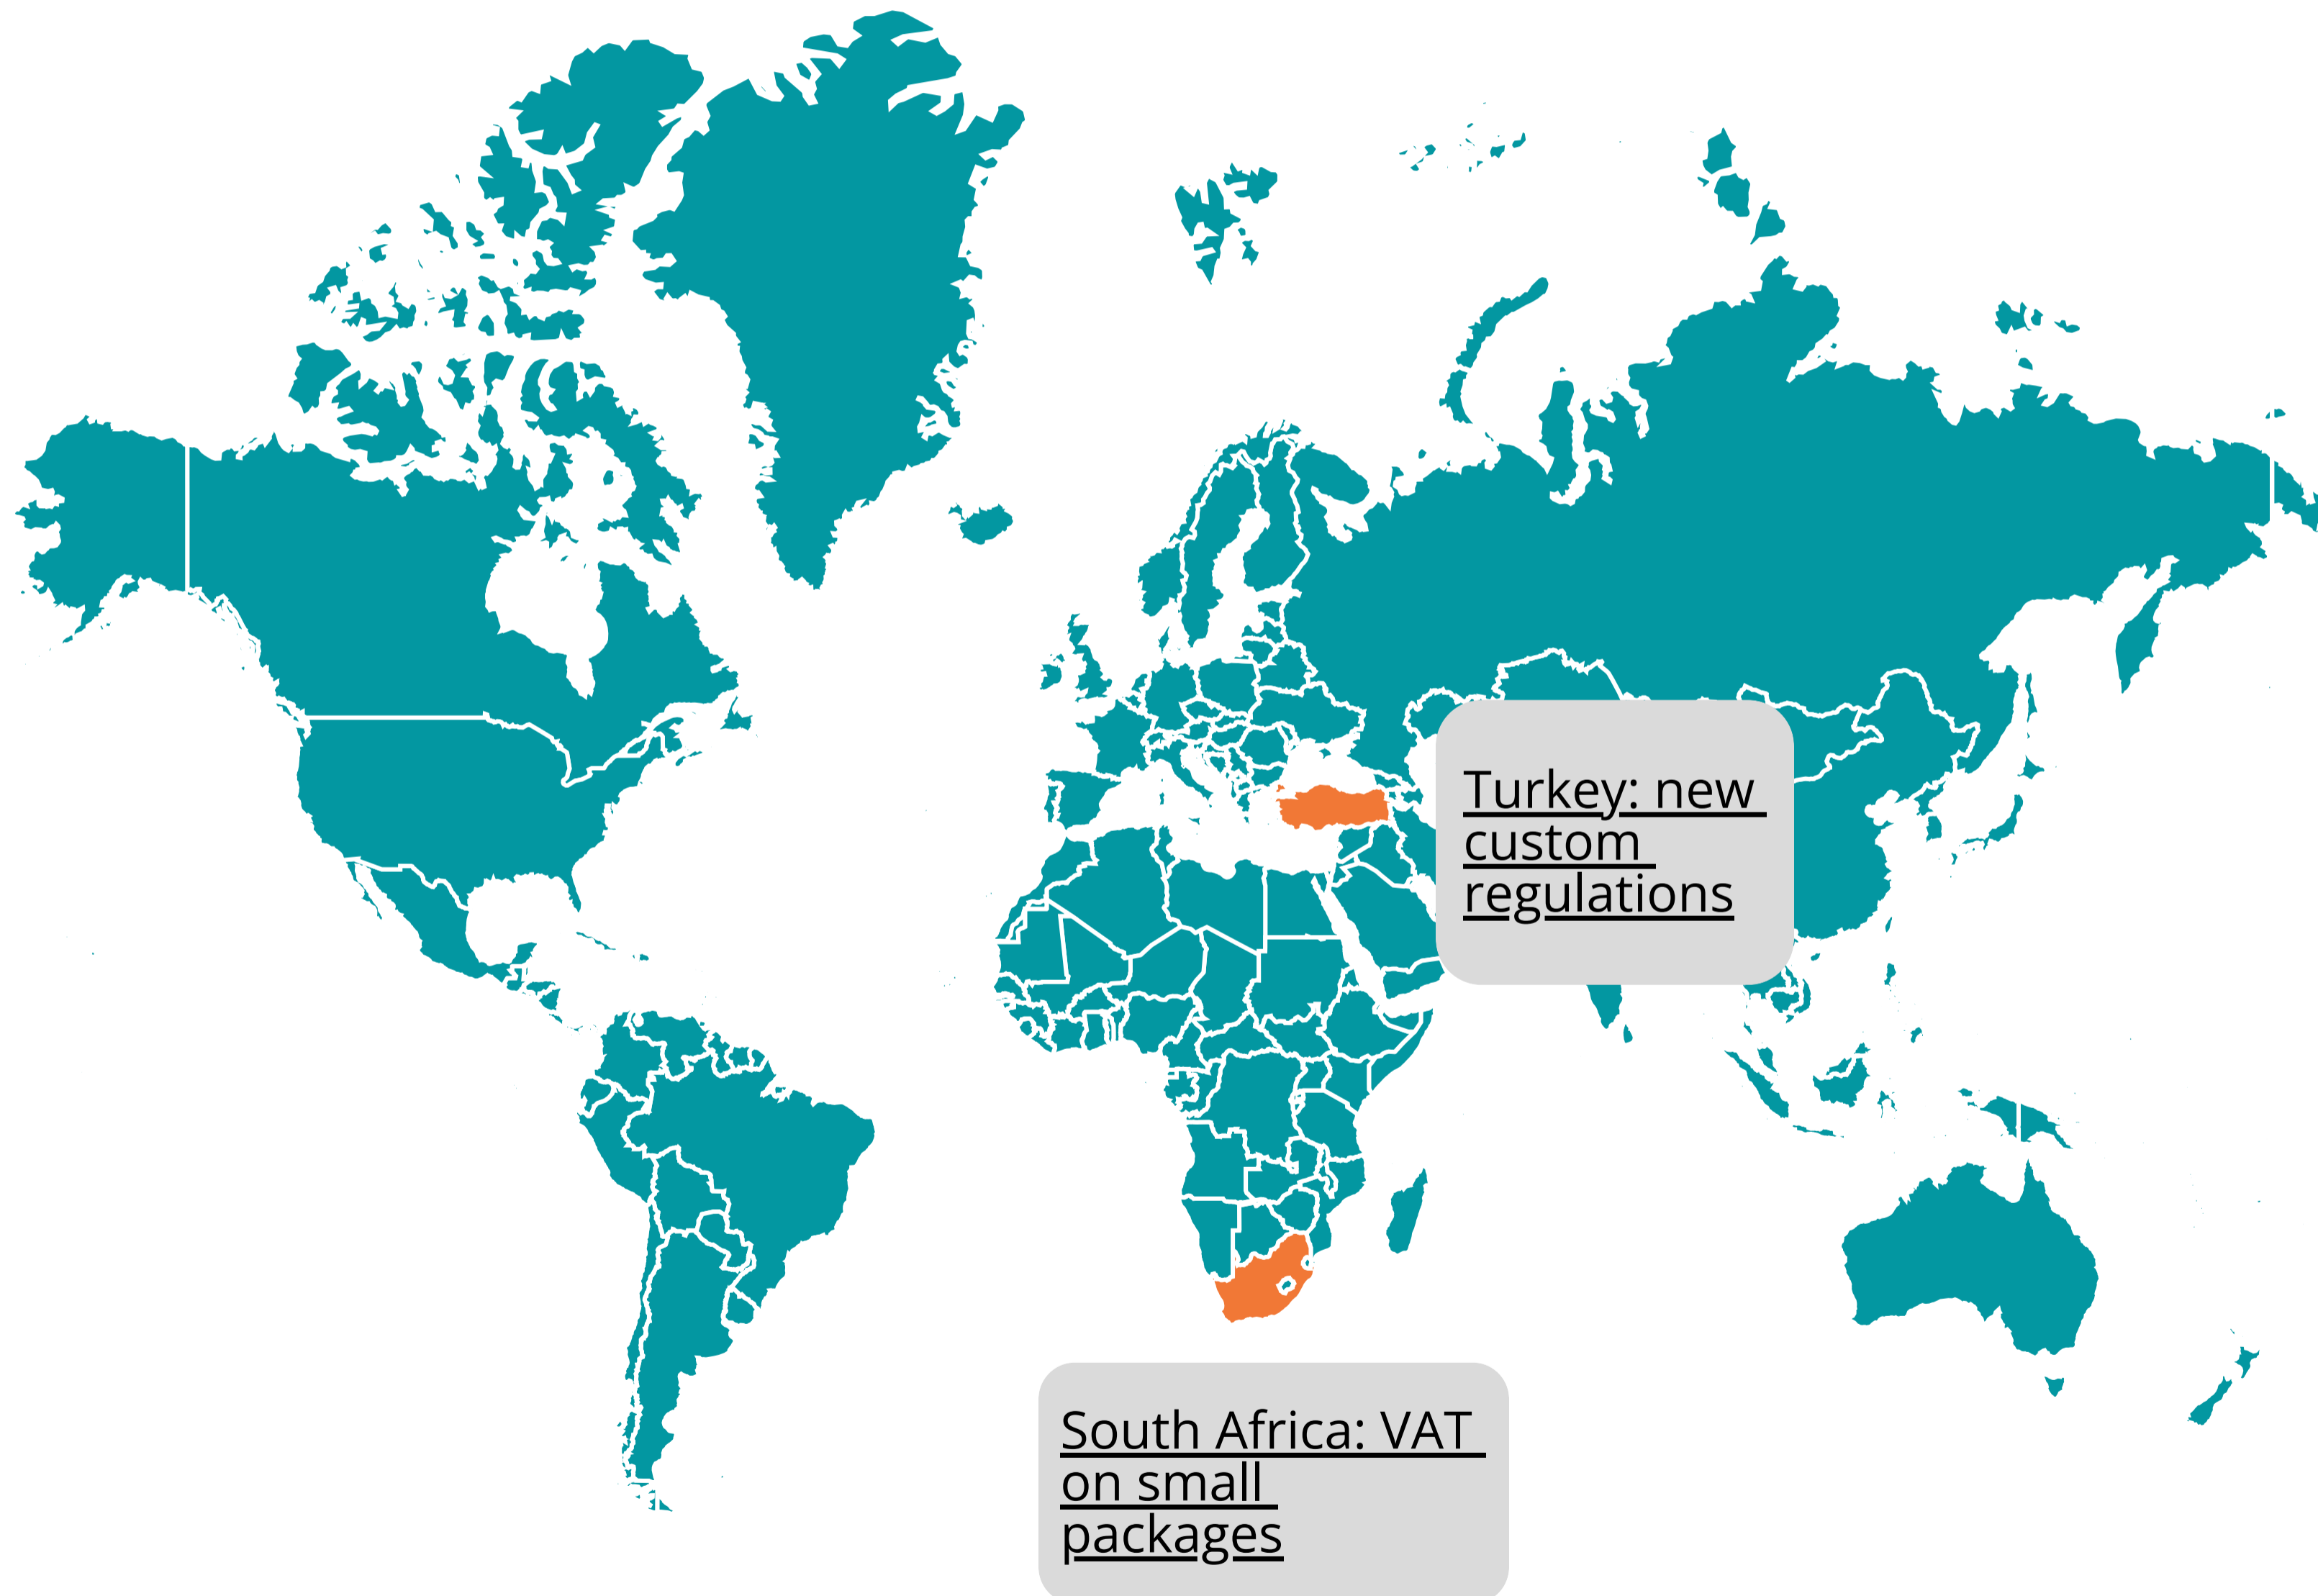 Turkey: new
custom
regulations
South Africa: VAT
on small
packages